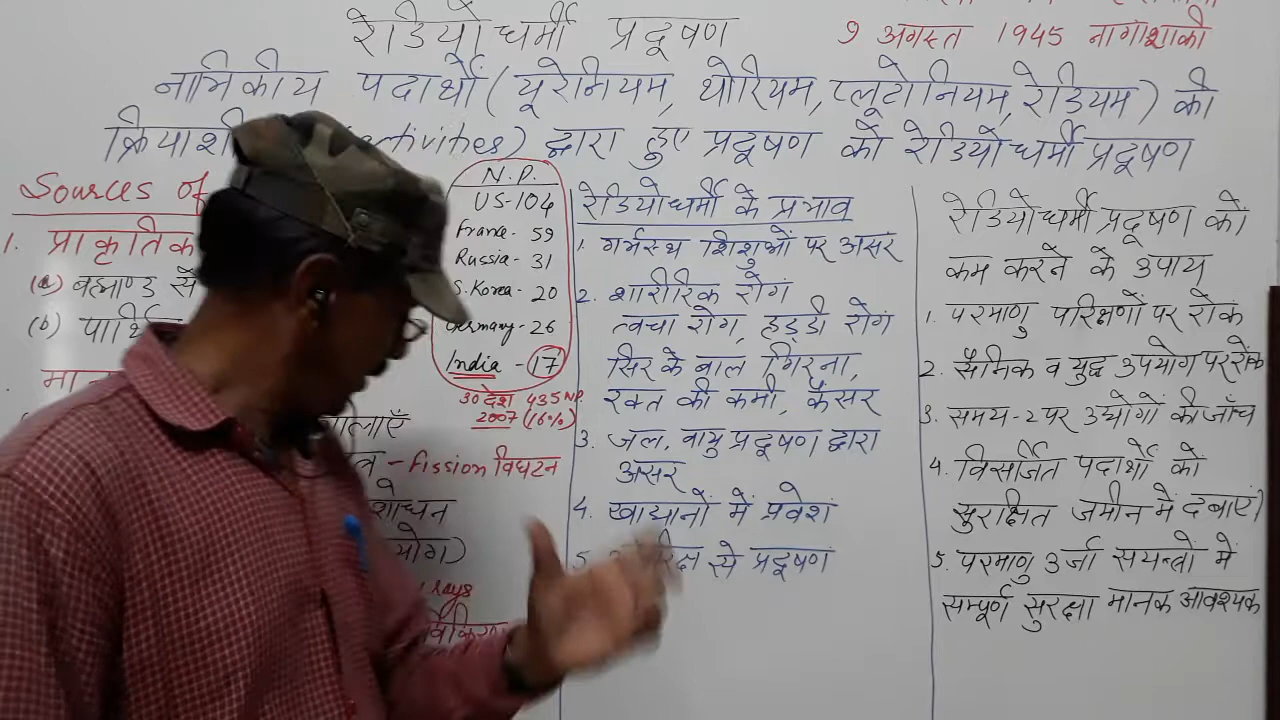 रेडियोधर्मी प्रदूषण
9 अगस्त 1945 नागाशाकी
नाभिकीय पदार्थों (यूरेनियम, थोरियम, प्लूटोनियम, रेडियम) की
क्रियाशी ctivities) द्वारा हुए प्रदूषण को रेडियोधर्मी प्रदूषण
Sources of
1. प्राकृतिक
(a) ब्रह्माण्ड से
(b) पार्थि
मान
शालाएँ
- fission विघटन
शोधन
योग)
rays
N.P.
US-104
France - 59
Russia - 31
S.Korea - 20
Germany - 26
India - 17
30 देश 435 NP
2007 (16%)
रेडियोधर्मी के प्रभाव
1. गर्भस्थ शिशुओं पर असर
2. शारीरिक रोग
त्वचा रोग, हड्डी रोग
सिर के बाल गिरना,
रक्त की कमी, कैंसर
3. जल, वायु प्रदूषण द्वारा
असर
4. खाद्यानों में प्रवेश
5. से प्रदूषण
रेडियोधर्मी प्रदूषण को
कम करने के उपाय
1. परमाणु परिक्षणों पर रोक
2. सैनिक व युद्ध उपयोग पर रोक
3. समय-2 पर उद्योगों की जाँच
4. विसर्जित पदार्थो को
सुरक्षित जमीन में दबाएं।
5. परमाणु उर्जा सयन्त्रो में
सम्पूर्ण सुरक्षा मानक आवश्यक